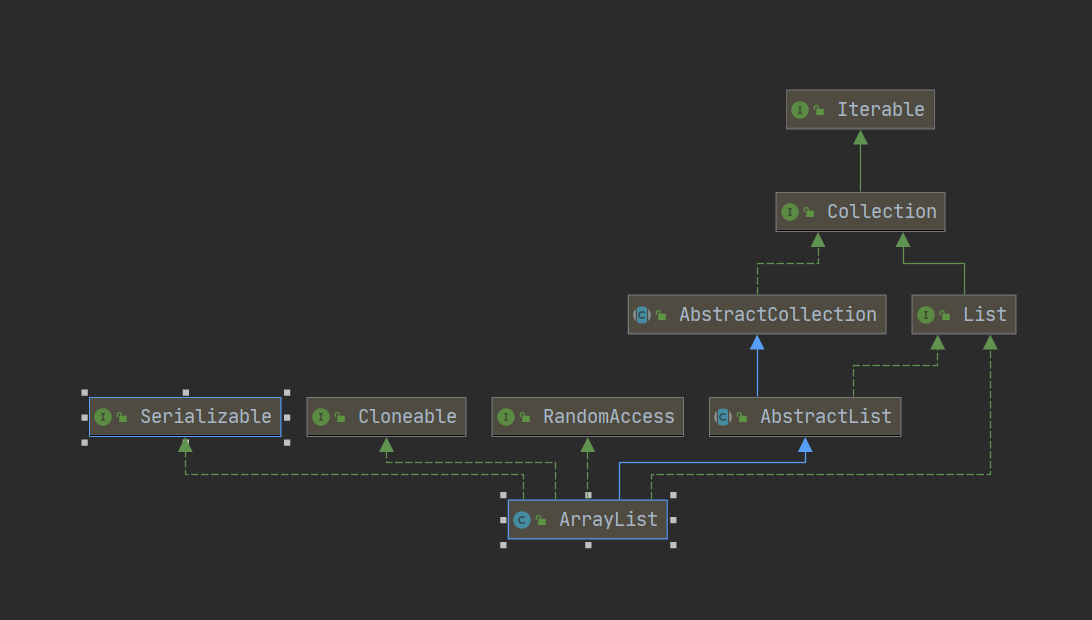 Iterable
Collection
AbstractCollection
List
Serializable
Cloneable
RandomAccess
AbstractList
ArrayList